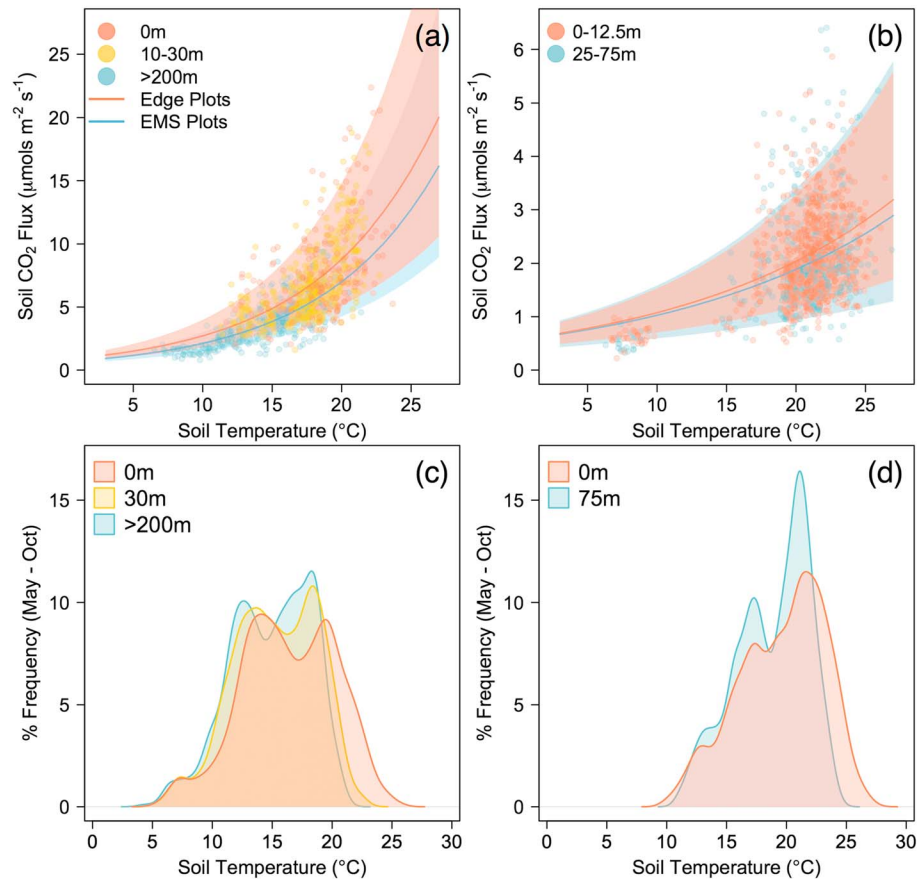 (a)
0m
10-30m
>200m
Edge Plots
EMS Plots
Soil CO₂ Flux (μmols m⁻² s⁻¹)
25
20
15
10
5
0
5 10 15 20 25
Soil Temperature (°C)
(b)
0-12.5m
25-75m
Soil CO₂ Flux (μmols m⁻² s⁻¹)
6
5
4
3
2
1
0
5 10 15 20 25
Soil Temperature (°C)
(c)
0m
30m
>200m
% Frequency (May - Oct)
15
10
5
0
0 5 10 15 20 25 30
Soil Temperature (°C)
(d)
0m
75m
% Frequency (May - Oct)
15
10
5
0
0 5 10 15 20 25 30
Soil Temperature (°C)